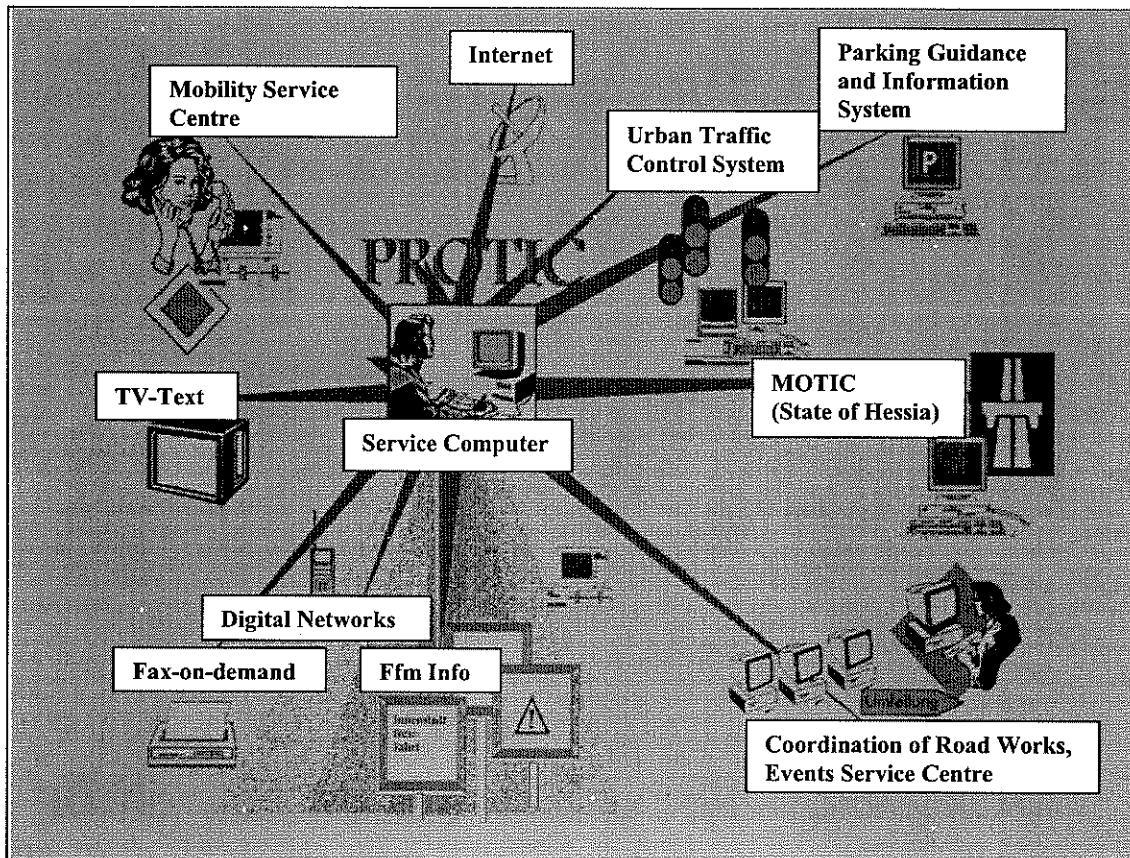 Internet
Parking Guidance
and Information
System
Mobility Service
Centre
Urban Traffic
Control System
P
PROTIC
TV-Text
MOTIC
(State of Hessia)
Service Computer
Digital Networks
Fax-on-demand
Ffm Info
!
Umleitung
Coordination of Road Works,
Events Service Centre